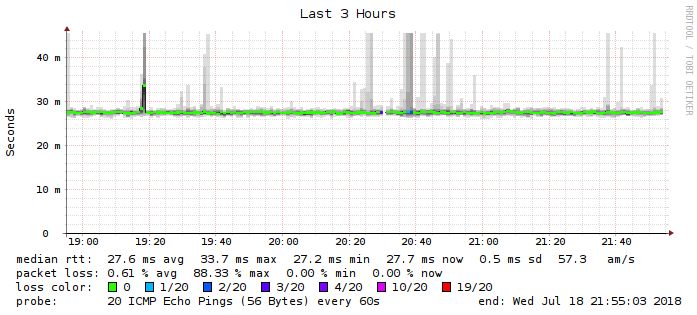 Last 3 Hours
RRDTOOL / TOBI OETIKER
Seconds
40 m
30 m
20 m
10 m
0
19:00 19:20 19:40 20:00 20:20 20:40 21:00 21:20 21:40
median rtt: 27.6 ms avg 33.7 ms max 27.2 ms min 27.7 ms now 0.5 ms sd 57.3 am/s
packet loss: 0.61 % avg 88.33 % max 0.00 % min 0.00 % now
loss color: 0 1/20 2/20 3/20 4/20 10/20 19/20
probe: 20 ICMP Echo Pings (56 Bytes) every 60s end: Wed Jul 18 21:55:03 2018